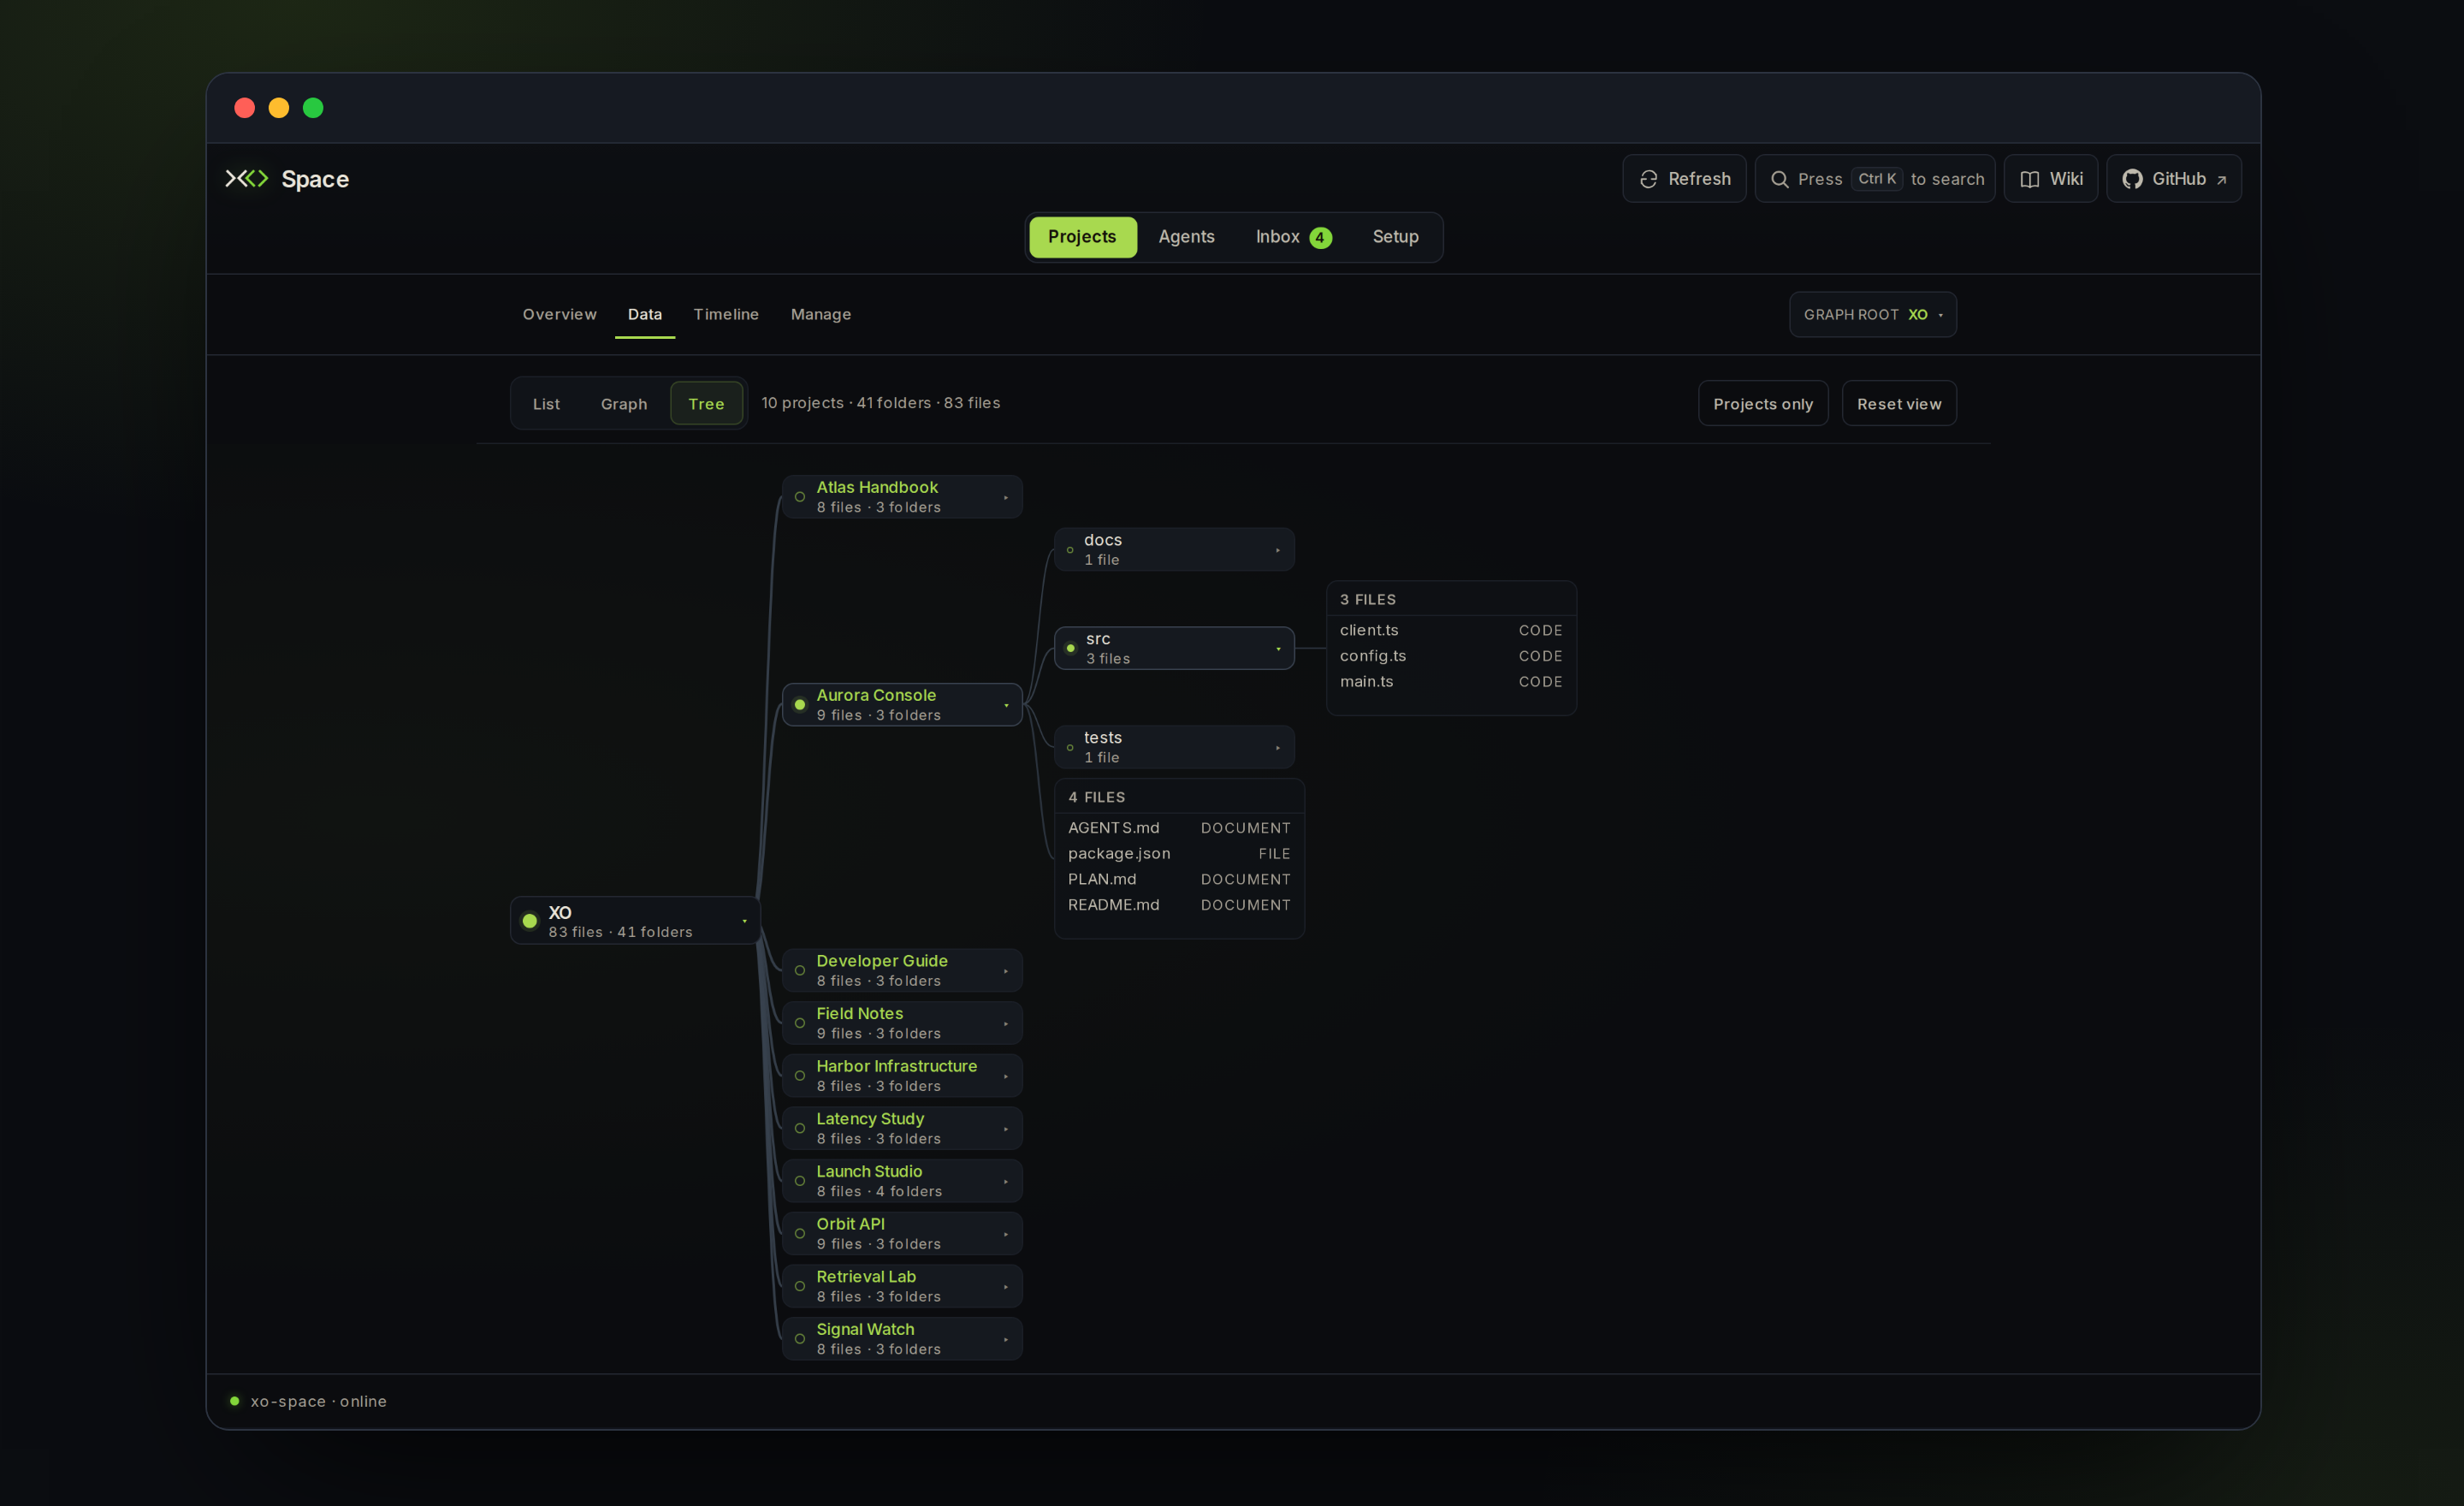 Space
Refresh
Press Ctrl K to search
Wiki
GitHub
Projects
Agents
Inbox 4
Setup
Overview
Data
Timeline
Manage
GRAPH ROOT XO
List
Graph
Tree
10 projects · 41 folders · 83 files
Projects only
Reset view
XO
83 files · 41 folders
Atlas Handbook
8 files · 3 folders
Aurora Console
9 files · 3 folders
docs
1 file
src
3 files
3 FILES
client.ts CODE
config.ts CODE
main.ts CODE
tests
1 file
4 FILES
AGENTS.md DOCUMENT
package.json FILE
PLAN.md DOCUMENT
README.md DOCUMENT
Developer Guide
8 files · 3 folders
Field Notes
9 files · 3 folders
Harbor Infrastructure
8 files · 3 folders
Latency Study
8 files · 3 folders
Launch Studio
8 files · 4 folders
Orbit API
9 files · 3 folders
Retrieval Lab
8 files · 3 folders
Signal Watch
8 files · 3 folders
xo-space · online